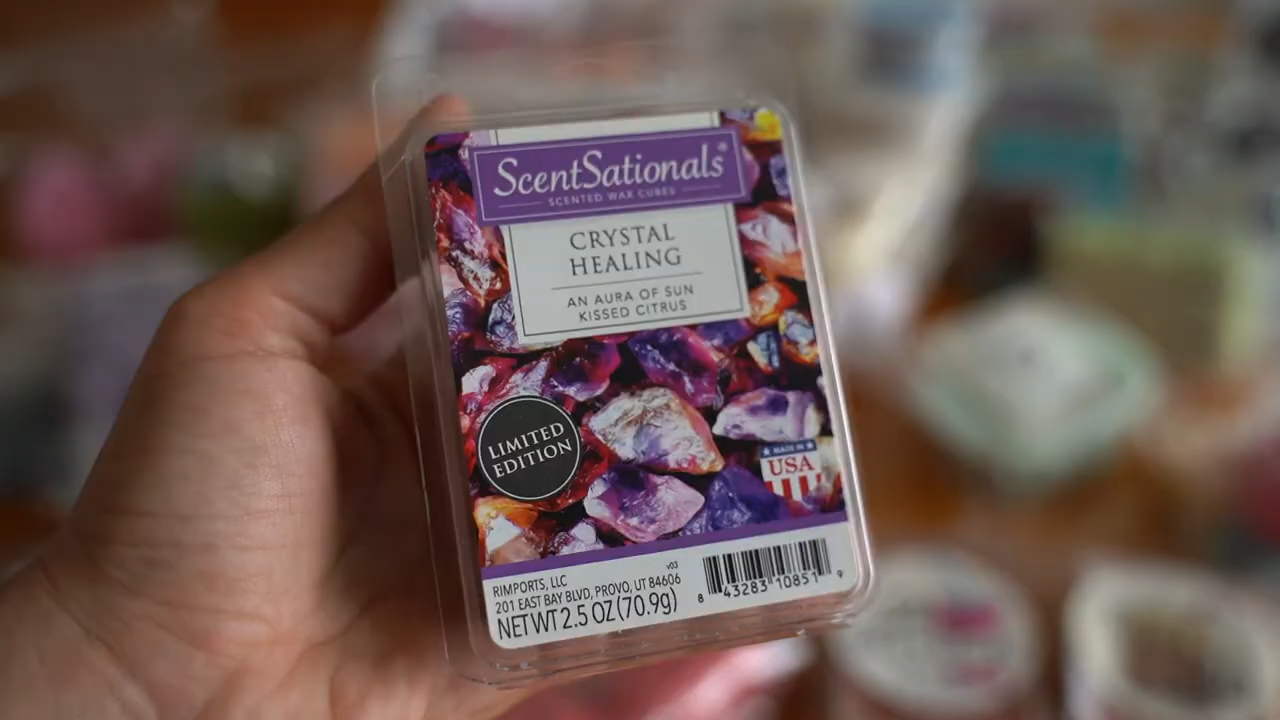 ScentSationals®
SCENTED WAX CUBES
CRYSTAL
HEALING
AN AURA OF SUN
KISSED CITRUS
LIMITED
EDITION
MADE IN
USA
RIMPORTS, LLC
v03
201 EAST BAY BLVD, PROVO, UT 84606
NET WT 2.5 OZ (70.9g)
8 43283 10851 9